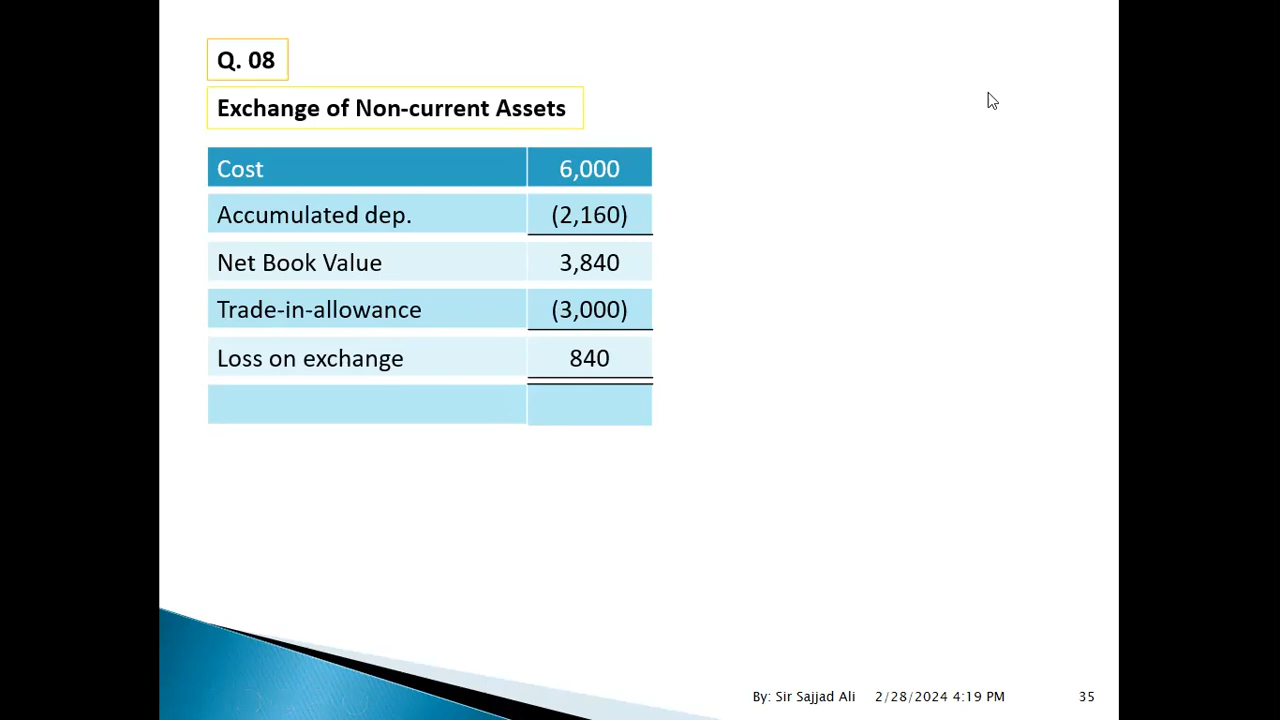 Q. 08
Exchange of Non-current Assets
Cost 6,000
Accumulated dep. (2,160)
Net Book Value 3,840
Trade-in-allowance (3,000)
Loss on exchange 840
By: Sir Sajjad Ali 2/28/2024 4:19 PM 35